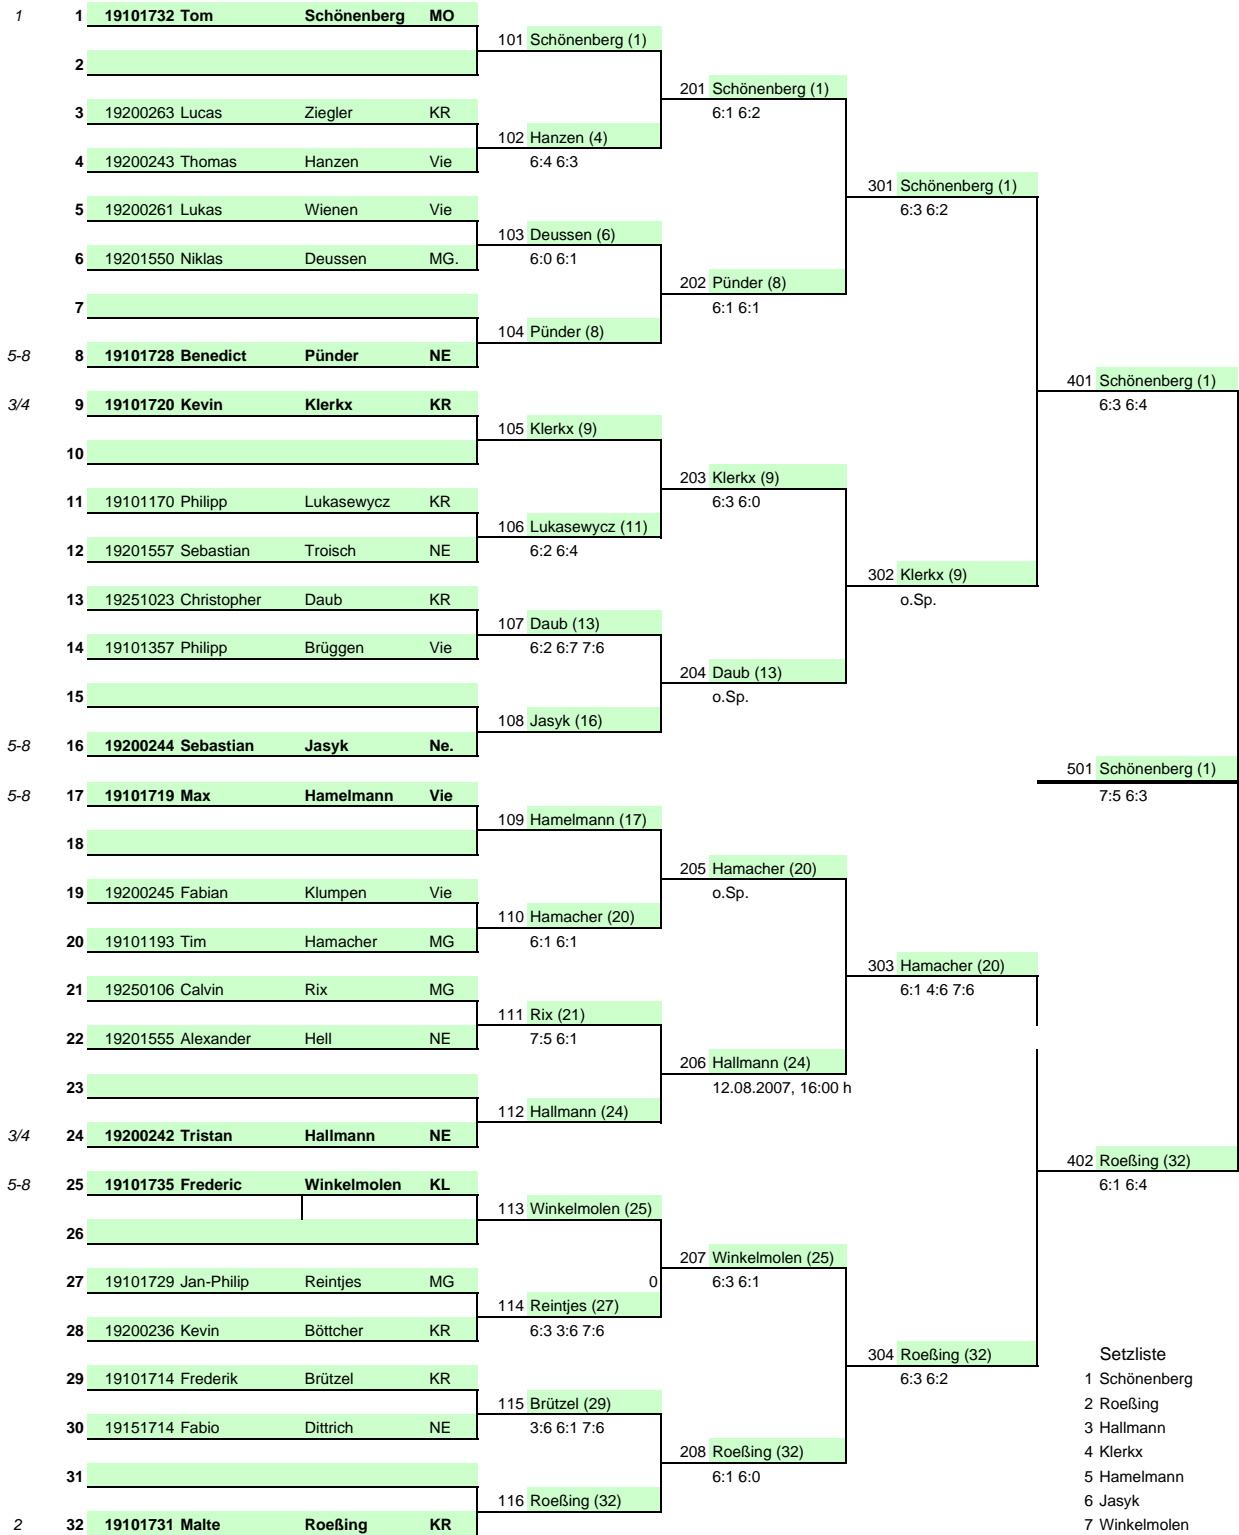 1 1 19101732 Tom Schönenberg MO
101 Schönenberg (1)
2
201 Schönenberg (1)
3 19200263 Lucas Ziegler KR
6:1 6:2
102 Hanzen (4)
4 19200243 Thomas Hanzen Vie
6:4 6:3
301 Schönenberg (1)
5 19200261 Lukas Wienen Vie
6:3 6:2
103 Deussen (6)
6 19201550 Niklas Deussen MG.
6:0 6:1
202 Pünder (8)
7
6:1 6:1
104 Pünder (8)
5-8 8 19101728 Benedict Pünder NE
401 Schönenberg (1)
3/4 9 19101720 Kevin Klerkx KR
6:3 6:4
105 Klerkx (9)
10
203 Klerkx (9)
11 19101170 Philipp Lukasewycz KR
6:3 6:0
106 Lukasewycz (11)
12 19201557 Sebastian Troisch NE
6:2 6:4
302 Klerkx (9)
13 19251023 Christopher Daub KR
o.Sp.
107 Daub (13)
14 19101357 Philipp Brüggen Vie
6:2 6:7 7:6
204 Daub (13)
15
o.Sp.
108 Jasyk (16)
5-8 16 19200244 Sebastian Jasyk Ne.
501 Schönenberg (1)
5-8 17 19101719 Max Hamelmann Vie
7:5 6:3
109 Hamelmann (17)
18
205 Hamacher (20)
19 19200245 Fabian Klumpen Vie
o.Sp.
110 Hamacher (20)
20 19101193 Tim Hamacher MG
6:1 6:1
303 Hamacher (20)
21 19250106 Calvin Rix MG
6:1 4:6 7:6
111 Rix (21)
22 19201555 Alexander Hell NE
7:5 6:1
206 Hallmann (24)
23
12.08.2007, 16:00 h
112 Hallmann (24)
3/4 24 19200242 Tristan Hallmann NE
402 Roeßing (32)
5-8 25 19101735 Frederic Winkelmolen KL
6:1 6:4
113 Winkelmolen (25)
26
207 Winkelmolen (25)
27 19101729 Jan-Philip Reintjes MG
0
6:3 6:1
114 Reintjes (27)
28 19200236 Kevin Böttcher KR
6:3 3:6 7:6
304 Roeßing (32)
Setzliste
29 19101714 Frederik Brützel KR
6:3 6:2
1 Schönenberg
115 Brützel (29)
2 Roeßing
30 19151714 Fabio Dittrich NE
3:6 6:1 7:6
3 Hallmann
208 Roeßing (32)
4 Klerkx
31
6:1 6:0
5 Hamelmann
116 Roeßing (32)
6 Jasyk
2 32 19101731 Malte Roeßing KR
7 Winkelmolen